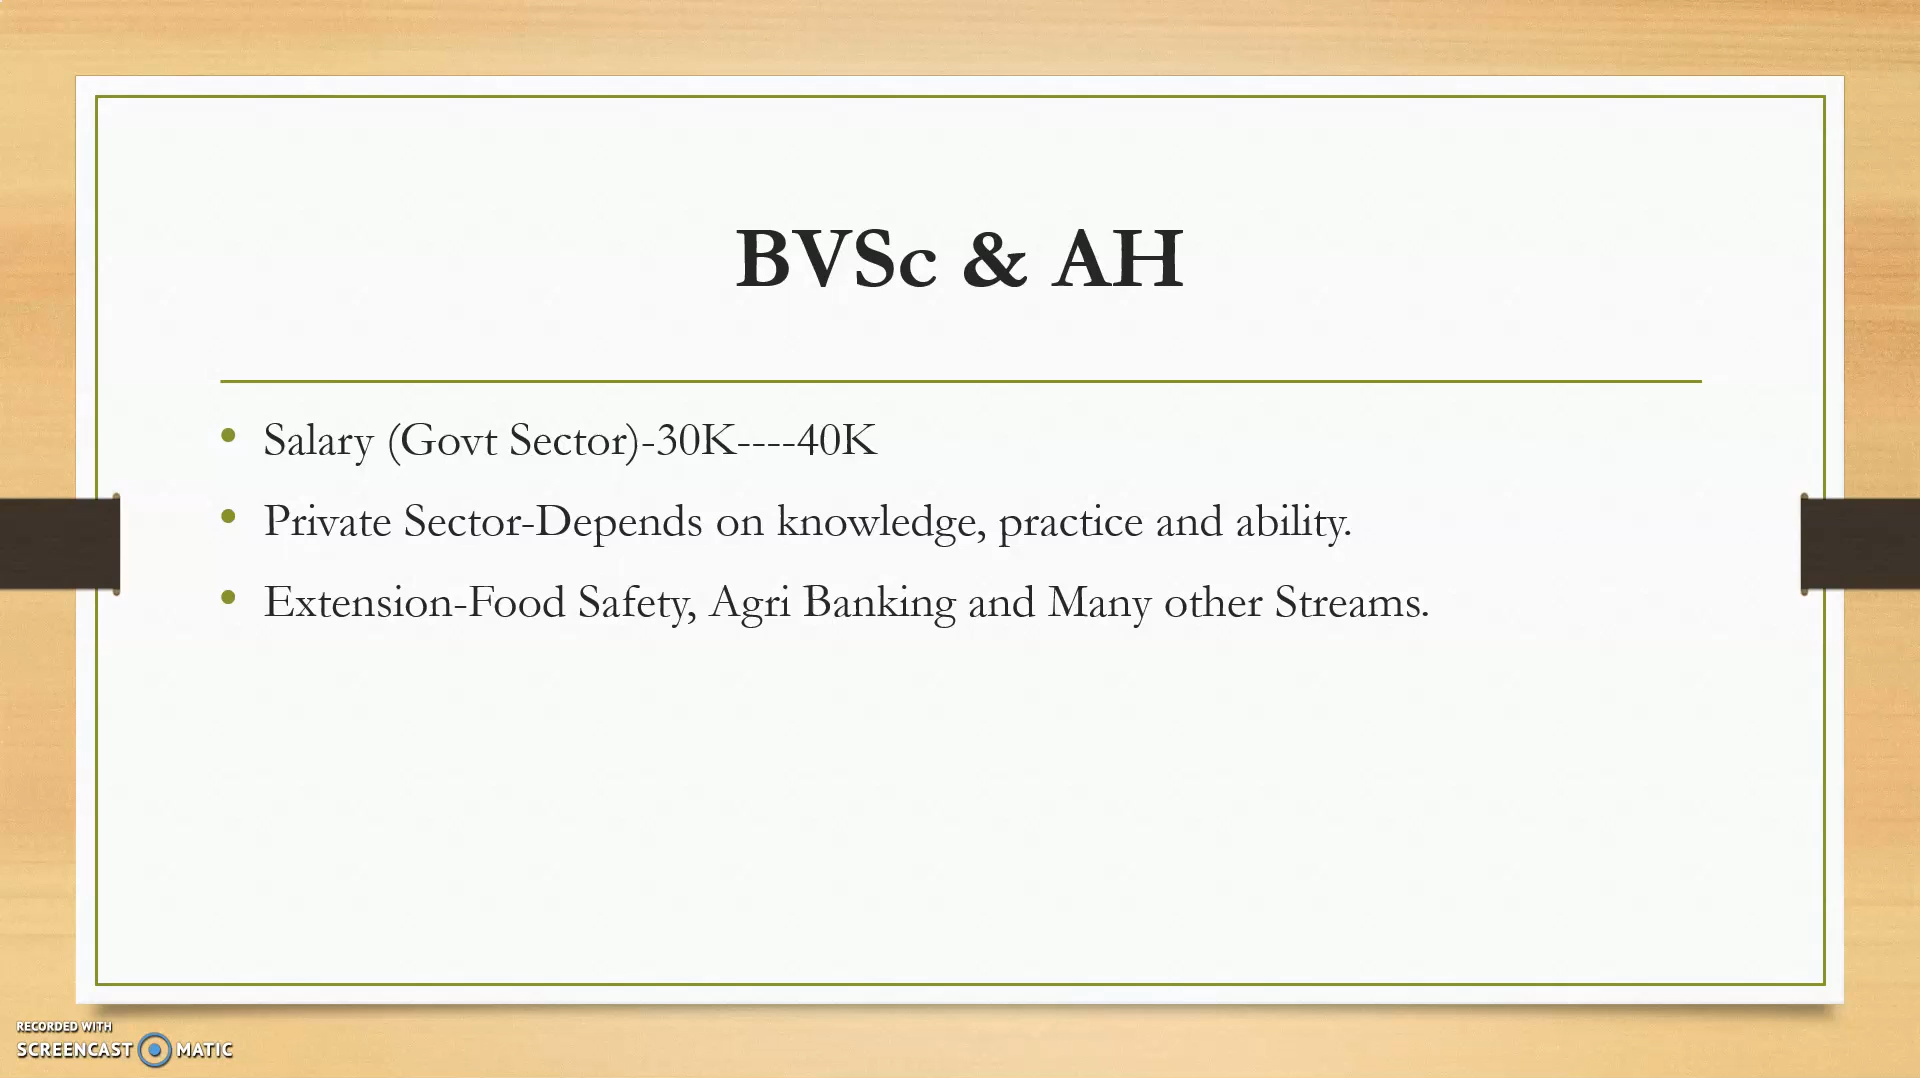 BVSc & AH
• Salary (Govt Sector)-30K----40K
• Private Sector-Depends on knowledge, practice and ability.
• Extension-Food Safety, Agri Banking and Many other Streams.
RECORDED WITH
SCREENCAST MATIC